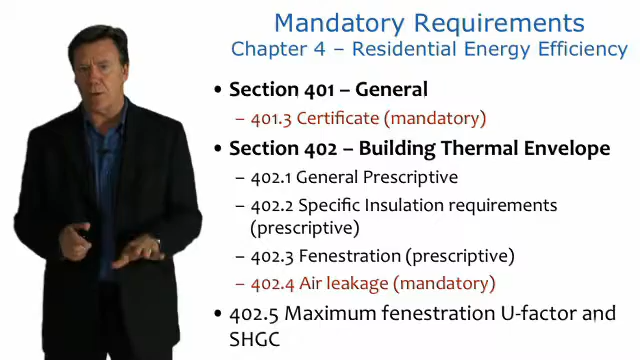 Mandatory Requirements
Chapter 4 – Residential Energy Efficiency
• Section 401 – General
– 401.3 Certificate (mandatory)
• Section 402 – Building Thermal Envelope
– 402.1 General Prescriptive
– 402.2 Specific Insulation requirements
(prescriptive)
– 402.3 Fenestration (prescriptive)
– 402.4 Air leakage (mandatory)
• 402.5 Maximum fenestration U-factor and
SHGC